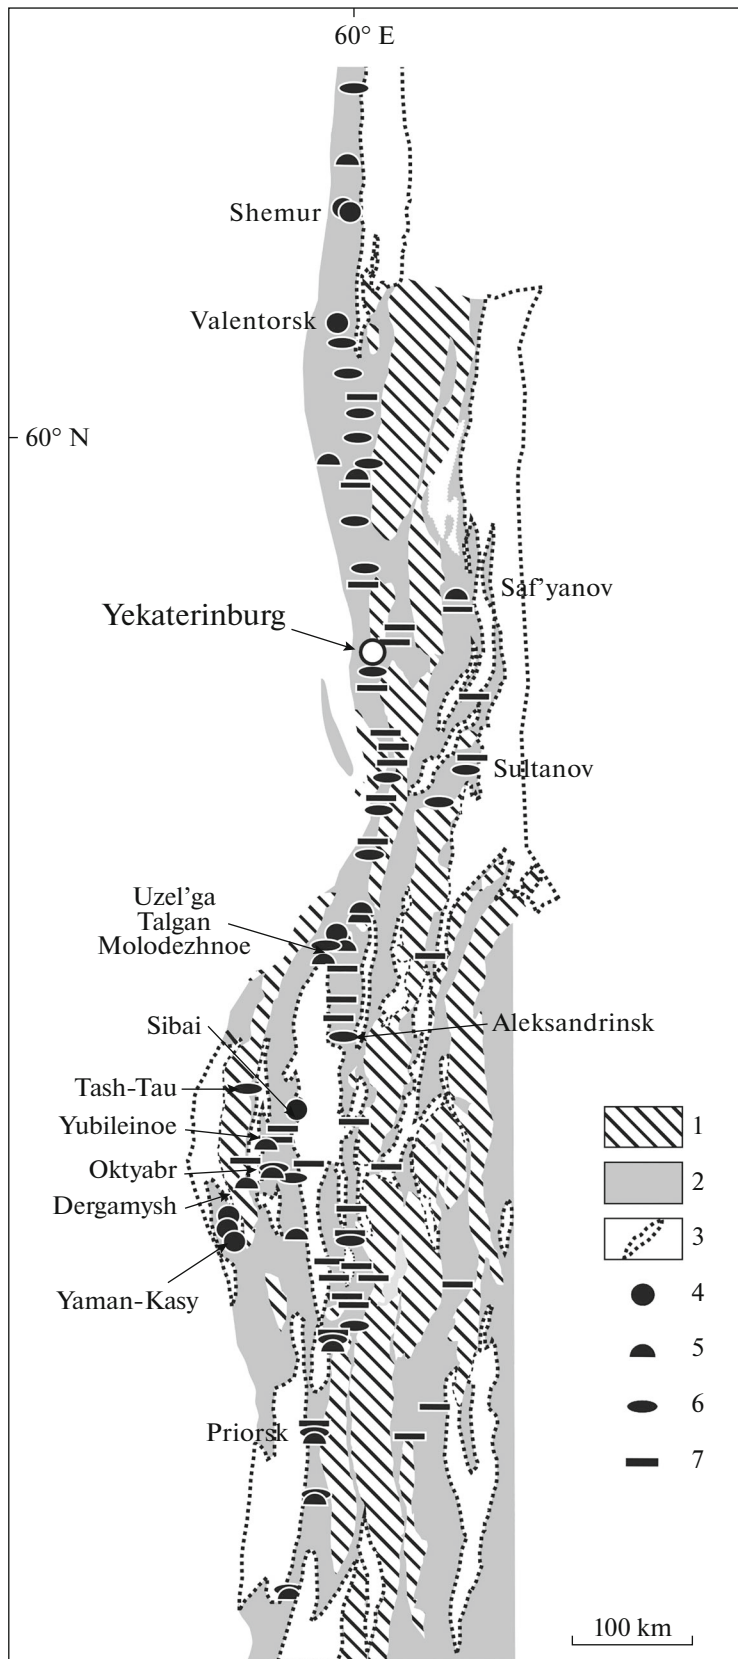 60° E
Shemur
Valentorsk
60° N
Saf’yanov
Yekaterinburg
Sultanov
Uzel’ga
Talgan
Molodezhnoe
Sibai
Aleksandrinsk
Tash-Tau
Yubileinoe
Oktyabr
Dergamysh
Yaman-Kasy
Priorsk
1
2
3
4
5
6
7
100 km